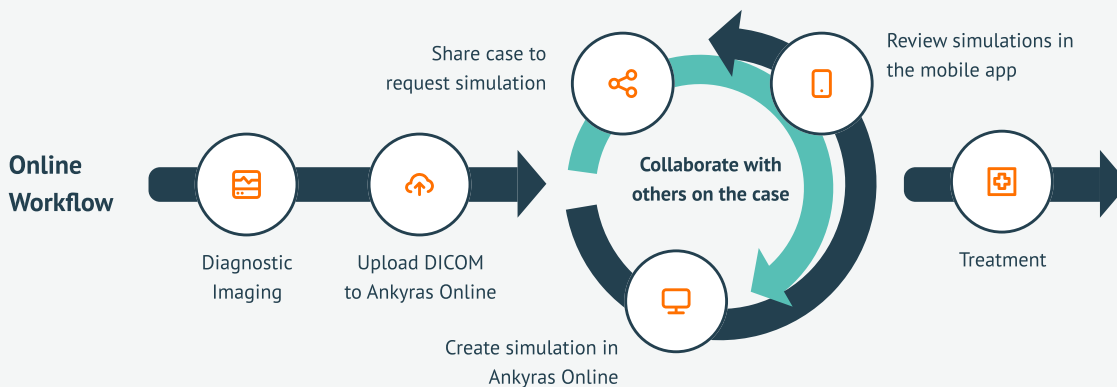 Online
Workflow
Diagnostic
Imaging
Upload DICOM
to Ankyras Online
Share case to
request simulation
Collaborate with
others on the case
Create simulation in
Ankyras Online
Review simulations in
the mobile app
Treatment